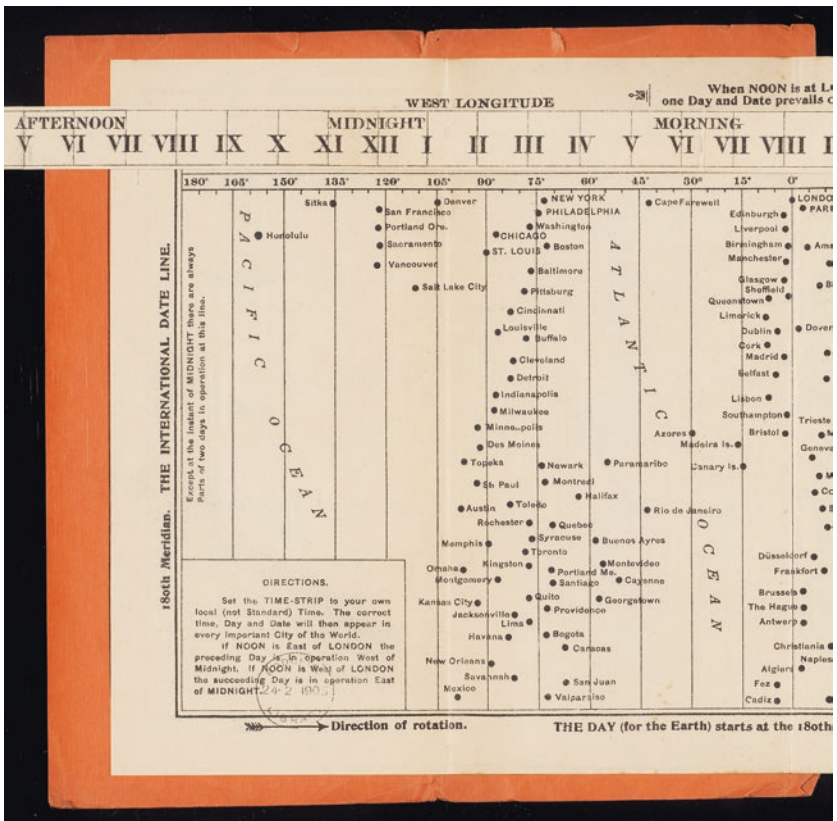 When NOON is at L
WEST LONGITUDE
one Day and Date prevails
AFTERNOON MIDNIGHT MORNING
V VI VII VIII IX X XI XII I II III IV V VI VII VIII
180° 165° 150° 135° 120° 105° 90° 75° 60° 45° 30° 15° 0°
180th Meridian. THE INTERNATIONAL DATE LINE.
Except at the instant of MIDNIGHT there are always
Parts of two days in operation at this line.
PACIFIC OCEAN
ATLANTIC OCEAN
Sitka
Denver
NEW YORK
Cape Farewell
LONDO
San Francisco
PHILADELPHIA
Edinburgh
PAR
Portland Ore.
Washington
Liverpool
Honolulu
CHICAGO
Sacramento
ST. LOUIS
Boston
Birmingham
Vancouver
Baltimore
Manchester
Salt Lake City
Pittsburg
Glasgow
Sheffield
Queenstown
Cincinnati
Limerick
Louisville
Buffalo
Dublin
Dover
Cork
Cleveland
Madrid
Detroit
Belfast
Indianapolis
Lisbon
Milwaukee
Southampton
Trieste
Minneapolis
Azores
Bristol
Des Moines
Madeira Is.
Geneva
Topeka
Newark
Paramaribo
Canary Is.
St. Paul
Montreal
Halifax
Austin
Toledo
Rio de Janeiro
Rochester
Quebec
Memphis
Syracuse
Buenos Ayres
Toronto
Düsseldorf
Omaha
Kingston
Portland Me.
Montevideo
Frankfort
Montgomery
Santiago
Cayenne
Brussels
Kansas City
Quito
Georgetown
The Hague
Jacksonville
Providence
Lima
Antwerp
Havana
Bogota
Caracas
Christiania
New Orleans
Naples
Algiers
Savannah
San Juan
Fez
Mexico
Valparaiso
Cadiz
DIRECTIONS.
Set the TIME-STRIP to your own
local (not Standard) Time. The correct
time, Day and Date will then appear in
every important City of the World.
If NOON is East of LONDON the
preceding Day is in operation West of
Midnight. If NOON is West of LONDON
the succeeding Day is in operation East
of MIDNIGHT.
24·2 1903
Direction of rotation.
THE DAY (for the Earth) starts at the 180th